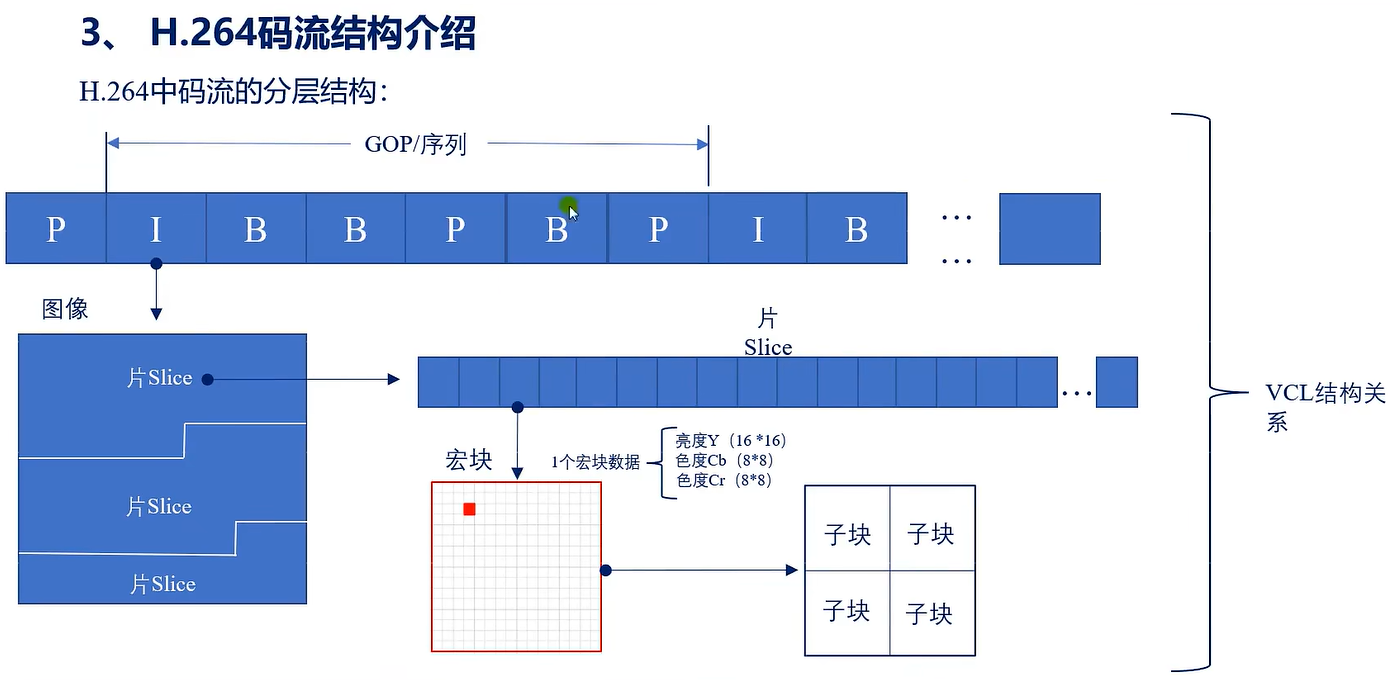 3、 H.264码流结构介绍
H.264中码流的分层结构：
GOP/序列
P I B B P B P I B ...
...
图像
片Slice
片Slice
片Slice
片
Slice
...
宏块
1个宏块数据
亮度Y（16 *16）
色度Cb（8*8）
色度Cr（8*8）
子块 子块
子块 子块
VCL结构关
系